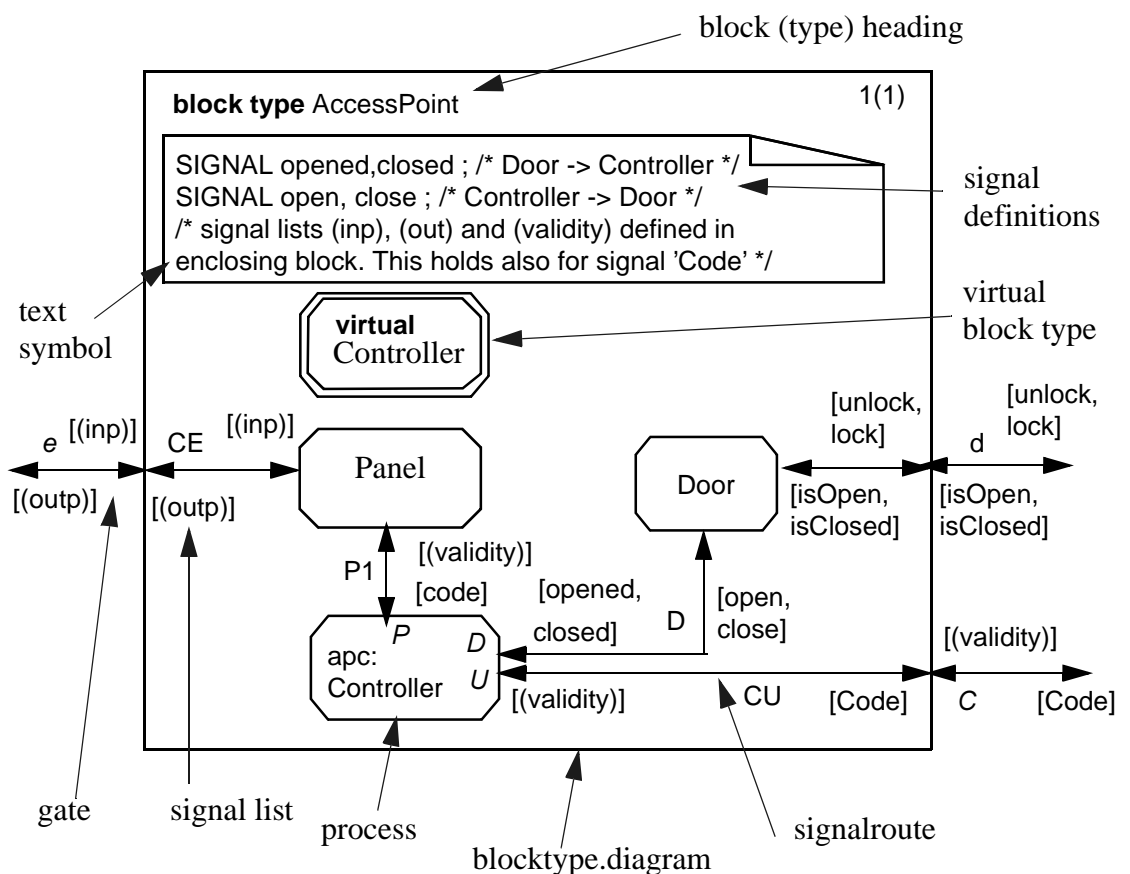 block (type) heading
block type AccessPoint
1(1)
SIGNAL opened,closed ; /* Door -> Controller */
SIGNAL open, close ; /* Controller -> Door */
/* signal lists (inp), (out) and (validity) defined in
enclosing block. This holds also for signal ’Code’ */
signal
definitions
text
symbol
virtual
Controller
virtual
block type
e
[(inp)]
[(outp)]
CE
[(inp)]
[(outp)]
Panel
Door
[unlock,
lock]
[isOpen,
isClosed]
[unlock,
lock]
d
[isOpen,
isClosed]
P1
[(validity)]
[code]
[opened,
closed]
D
[open,
close]
P
D
U
apc:
Controller
[(validity)]
CU
[Code]
[(validity)]
C
[Code]
gate
signal list
process
blocktype.diagram
signalroute